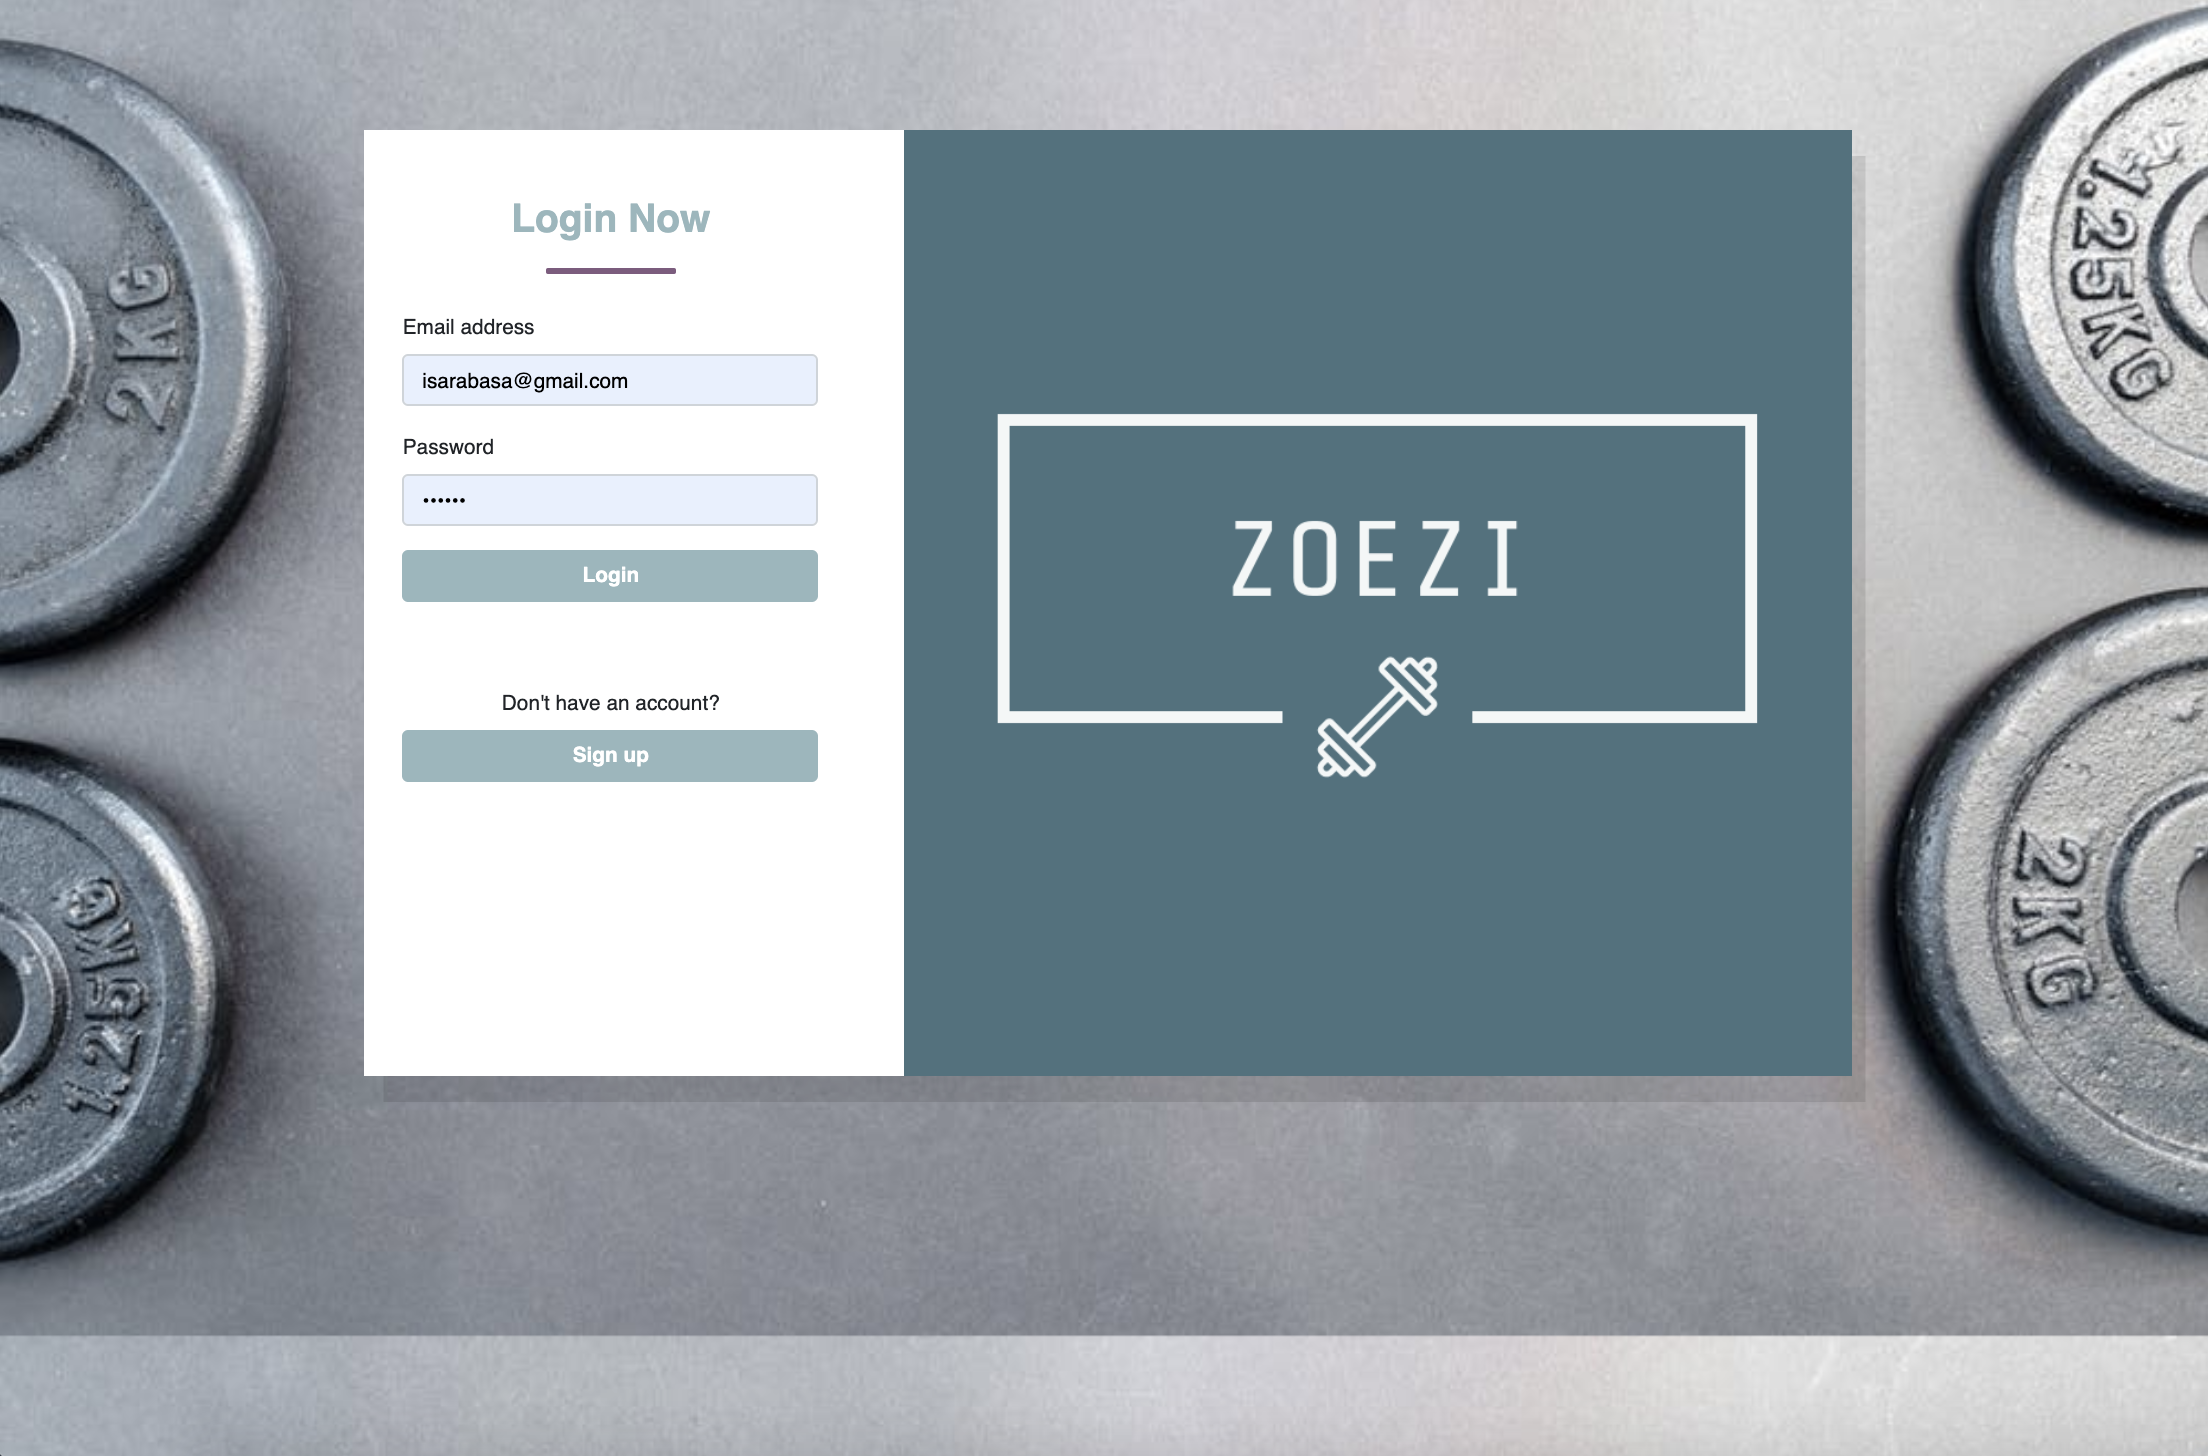 Login Now
Email address
isarabasa@gmail.com
Password
••••••
Login
Don't have an account?
Sign up
ZOEZI
2KG
1.25KG
1.25KG
2KG